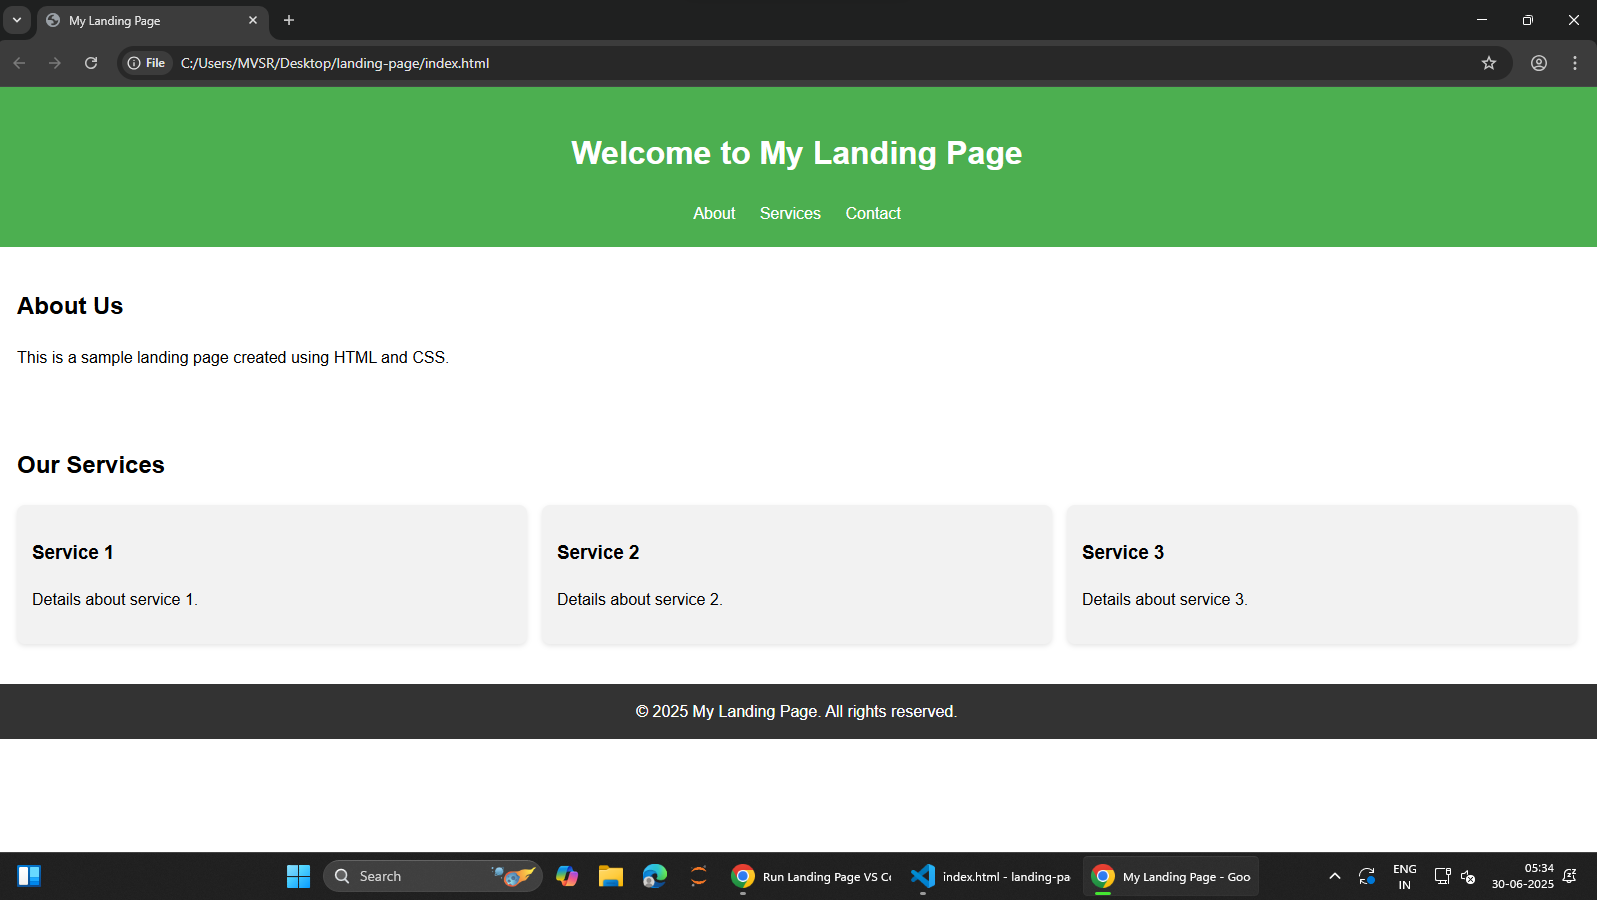 My Landing Page
File C:/Users/MVSR/Desktop/landing-page/index.html
Welcome to My Landing Page
About Services Contact
About Us
This is a sample landing page created using HTML and CSS.
Our Services
Service 1 Service 2 Service 3
Details about service 1. Details about service 2. Details about service 3.
© 2025 My Landing Page. All rights reserved.
Search
Run Landing Page VS Co
index.html - landing-pa
My Landing Page - Goo
ENG
IN
05:34
30-06-2025